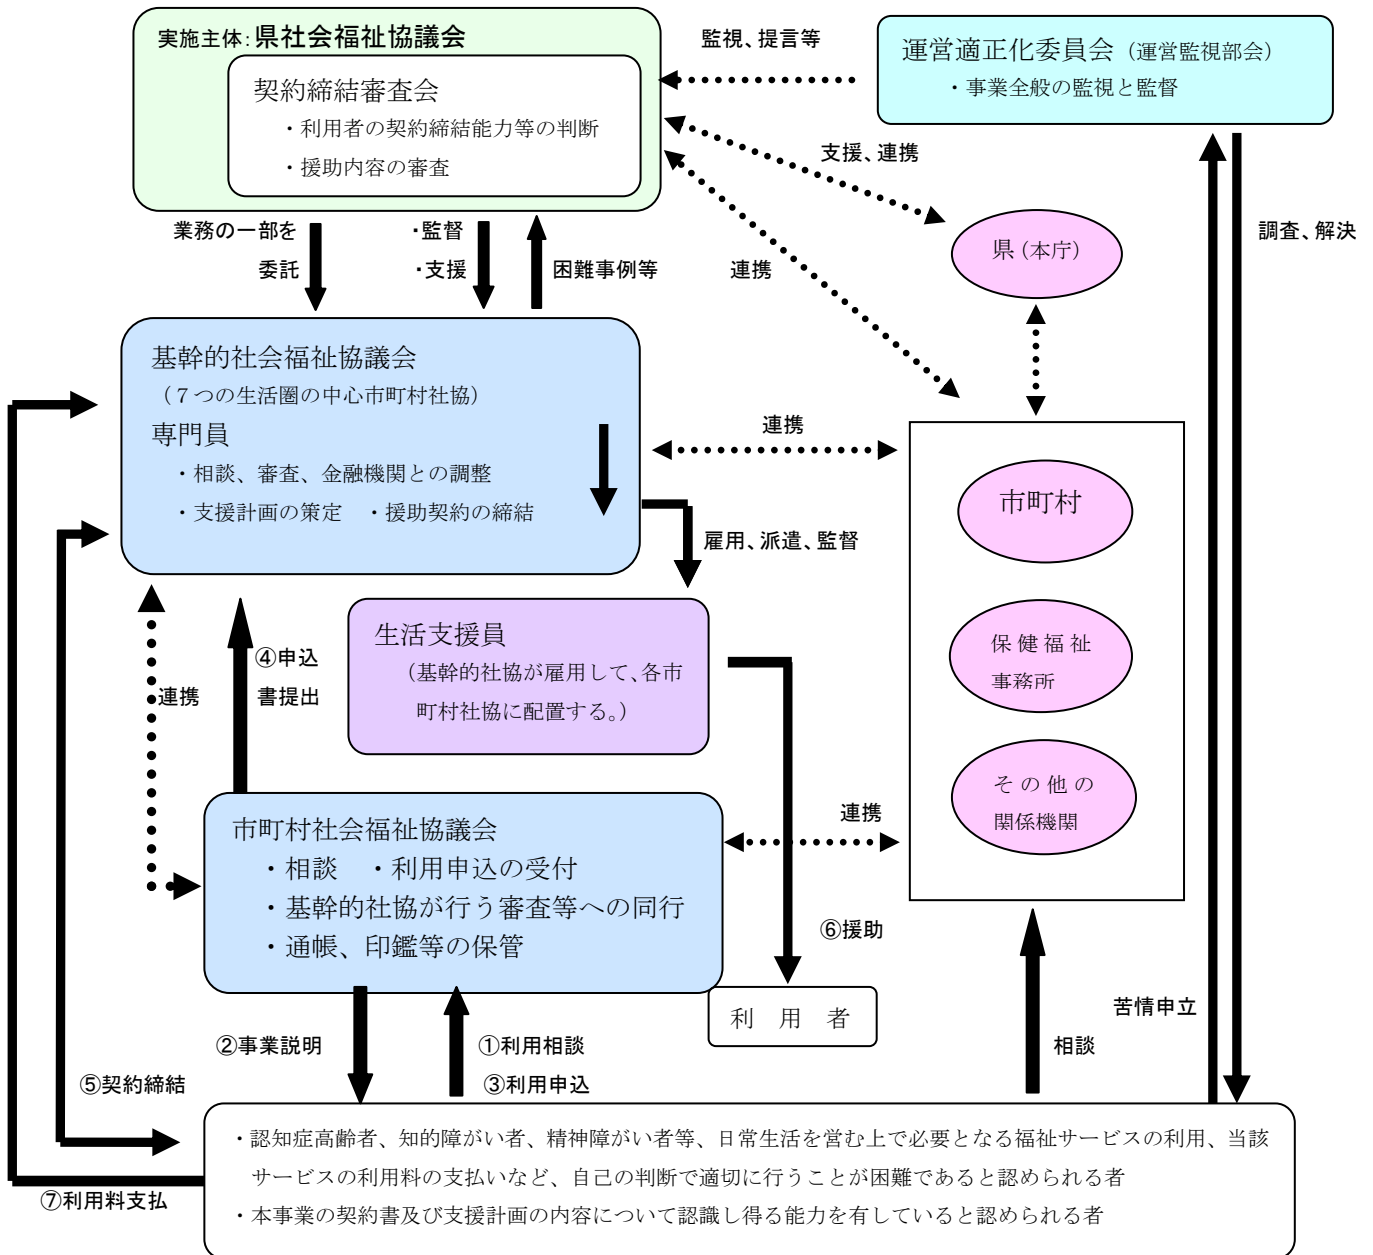 実施主体：県社会福祉協議会
契約締結審査会
・利用者の契約締結能力等の判断
・援助内容の審査
監視、提言等
運営適正化委員会（運営監視部会）
・事業全般の監視と監督
支援、連携
県（本庁）
連携
調査、解決
業務の一部を
委託
・監督
・支援
困難事例等
基幹的社会福祉協議会
（７つの生活圏の中心市町村社協）
専門員
・相談、審査、金融機関との調整
・支援計画の策定　・援助契約の締結
連携
雇用、派遣、監督
市町村
保健福祉
事務所
その他の
関係機関
生活支援員
（基幹的社協が雇用して、各市
町村社協に配置する。）
連携
④申込
書提出
市町村社会福祉協議会
・相談　・利用申込の受付
・基幹的社協が行う審査等への同行
・通帳、印鑑等の保管
連携
⑥援助
利　用　者
②事業説明
①利用相談
③利用申込
⑤契約締結
相談
苦情申立
⑦利用料支払
・認知症高齢者、知的障がい者、精神障がい者等、日常生活を営む上で必要となる福祉サービスの利用、当該
サービスの利用料の支払いなど、自己の判断で適切に行うことが困難であると認められる者
・本事業の契約書及び支援計画の内容について認識し得る能力を有していると認められる者